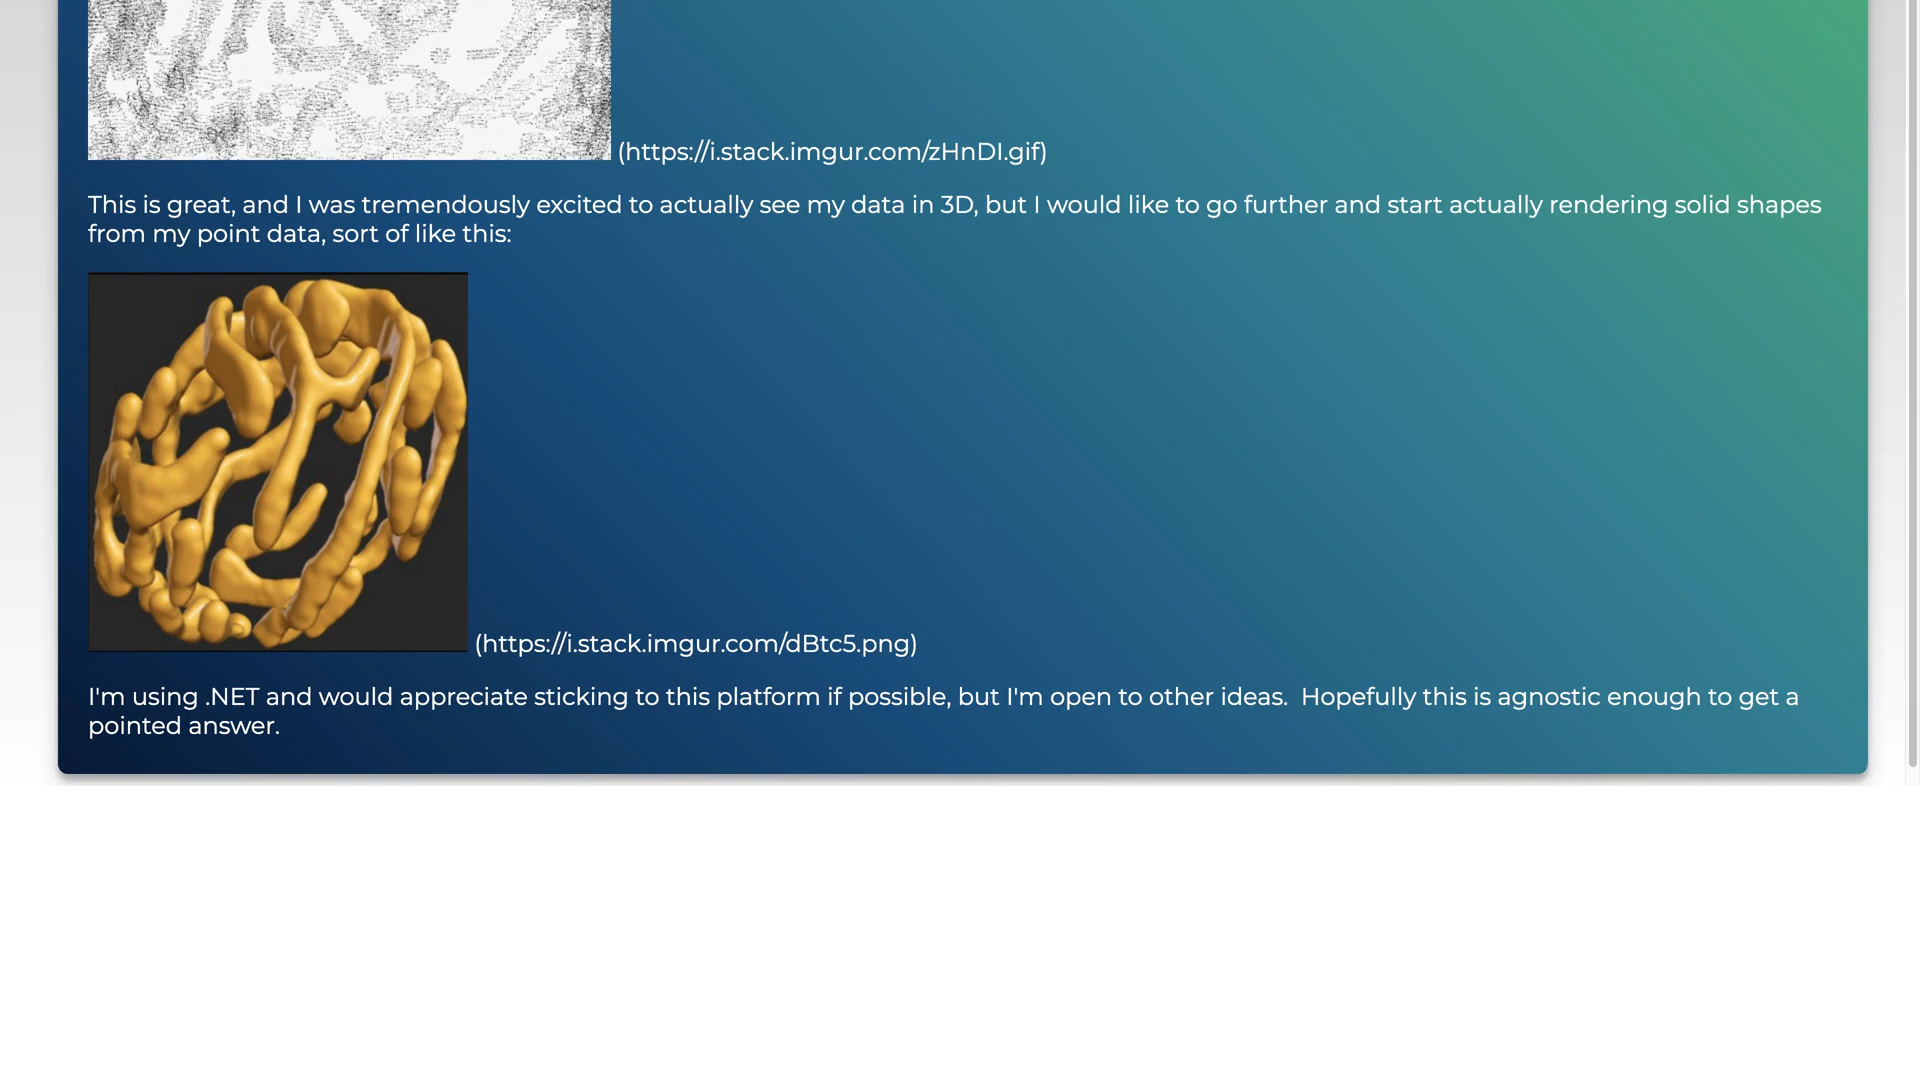 (https://i.stack.imgur.com/zHnDI.gif)
This is great, and I was tremendously excited to actually see my data in 3D, but I would like to go further and start actually rendering solid shapes
from my point data, sort of like this:
(https://i.stack.imgur.com/dBtc5.png)
I'm using .NET and would appreciate sticking to this platform if possible, but I'm open to other ideas.  Hopefully this is agnostic enough to get a
pointed answer.